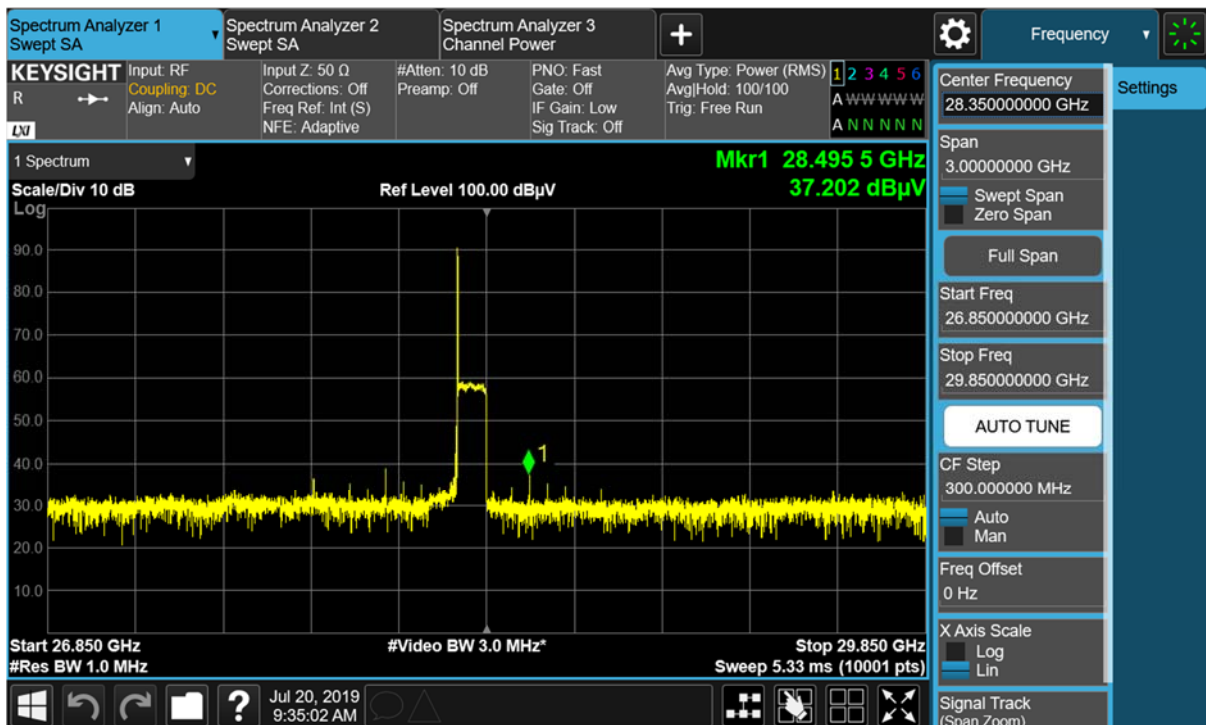 Spectrum Analyzer 1
Swept SA
Spectrum Analyzer 2
Swept SA
Spectrum Analyzer 3
Channel Power
+
Frequency
KEYSIGHT
R
LXI
Input: RF
Coupling: DC
Align: Auto
Input Z: 50 Ω
Corrections: Off
Freq Ref: Int (S)
NFE: Adaptive
#Atten: 10 dB
Preamp: Off
PNO: Fast
Gate: Off
IF Gain: Low
Sig Track: Off
Avg Type: Power (RMS)
Avg|Hold: 100/100
Trig: Free Run
1 2 3 4 5 6
A W W W W W
A N N N N N
1 Spectrum
Mkr1 28.495 5 GHz
37.202 dBµV
Scale/Div 10 dB
Ref Level 100.00 dBµV
Log
90.0
80.0
70.0
60.0
50.0
40.0
30.0
20.0
10.0
1
Start 26.850 GHz
#Video BW 3.0 MHz*
Stop 29.850 GHz
#Res BW 1.0 MHz
Sweep 5.33 ms (10001 pts)
?
Jul 20, 2019
9:35:02 AM
Center Frequency
28.350000000 GHz
Settings
Span
3.00000000 GHz
Swept Span
Zero Span
Full Span
Start Freq
26.850000000 GHz
Stop Freq
29.850000000 GHz
AUTO TUNE
CF Step
300.000000 MHz
Auto
Man
Freq Offset
0 Hz
X Axis Scale
Log
Lin
Signal Track
(Span Zoom)